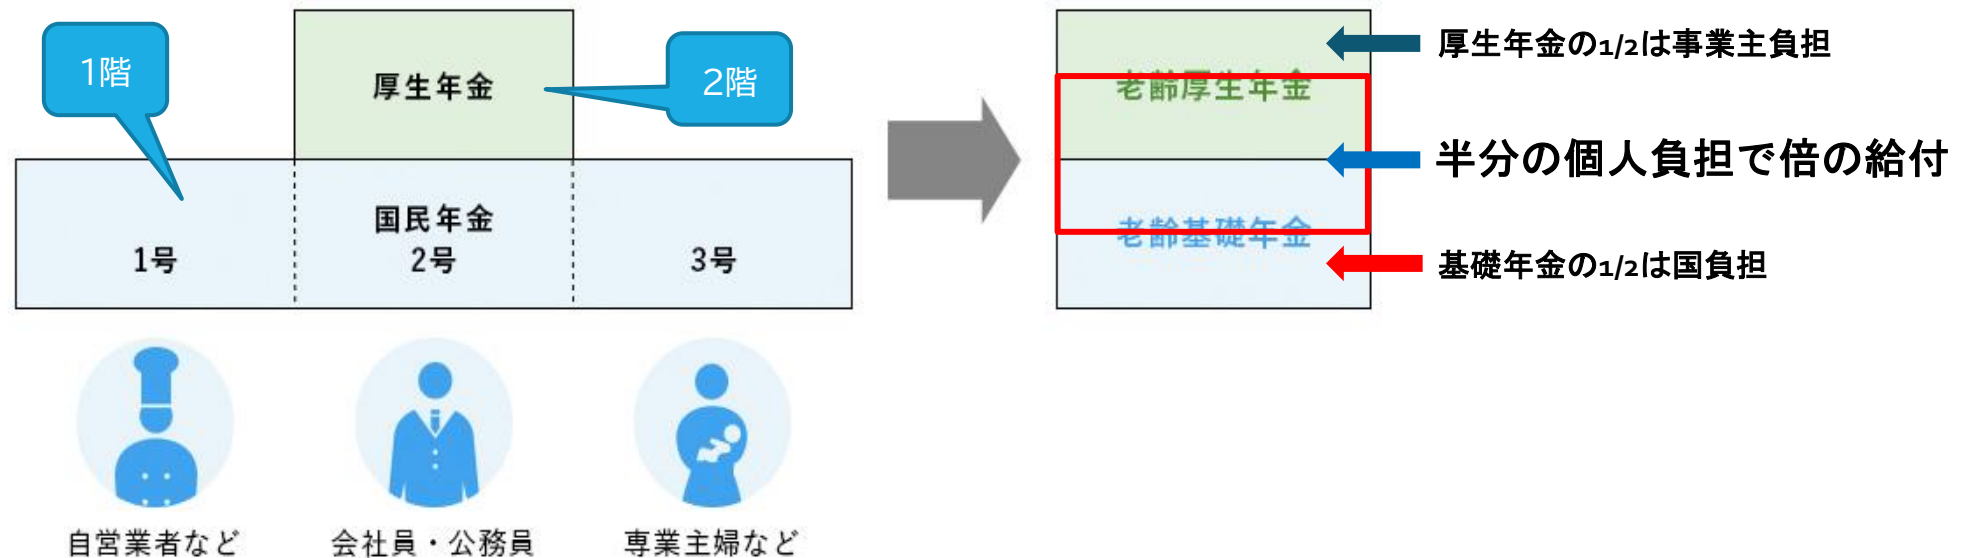 1階
厚生年金
2階
国民年金
1号
2号
3号
自営業者など
会社員・公務員
専業主婦など
老齢厚生年金
老齢基礎年金
厚生年金の1/2は事業主負担
半分の個人負担で倍の給付
基礎年金の1/2は国負担